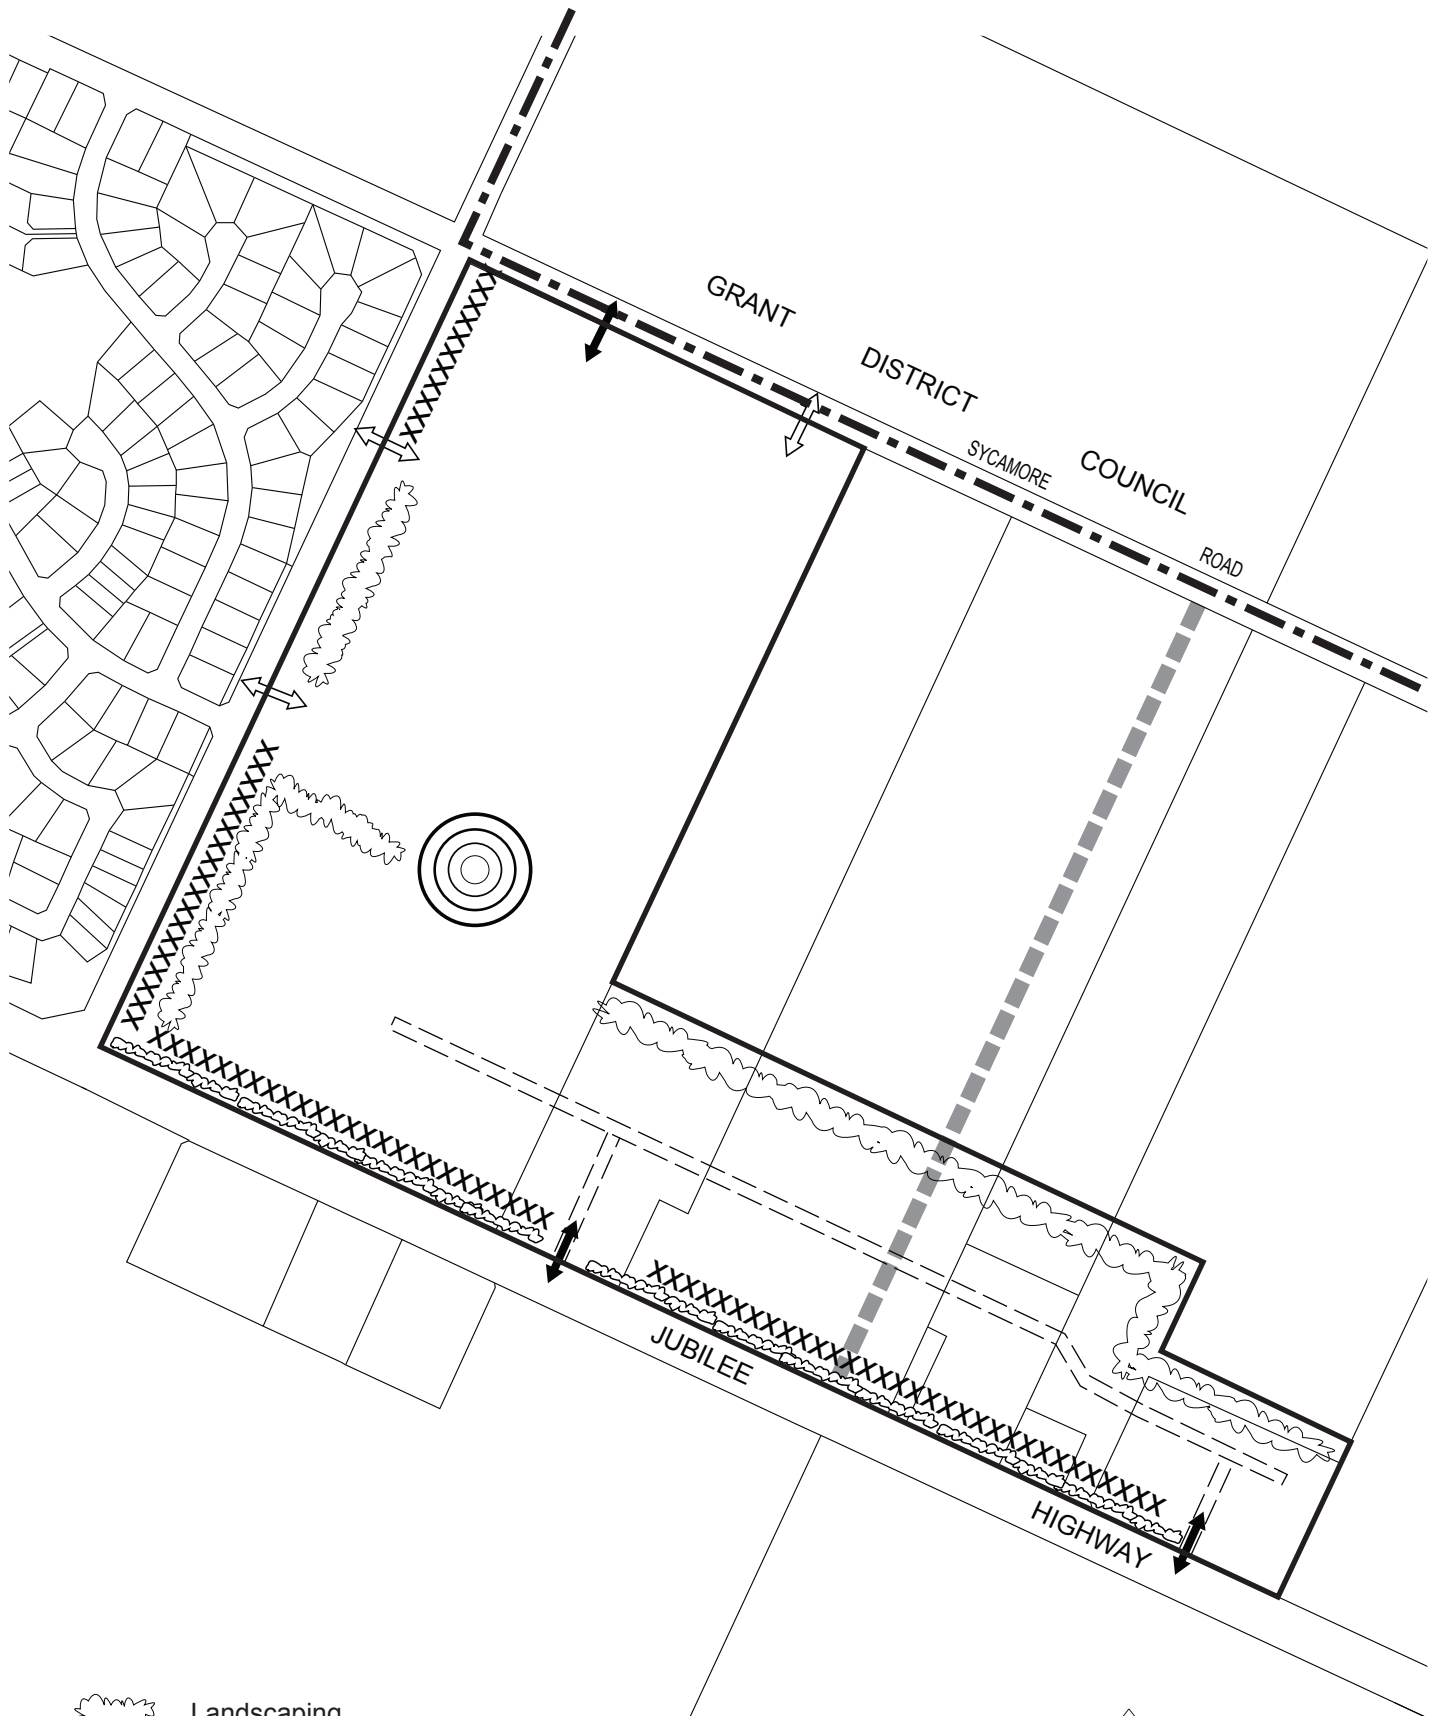 GRANT
DISTRICT
SYCAMORE
COUNCIL
ROAD
JUBILEE
HIGHWAY
Landscaping